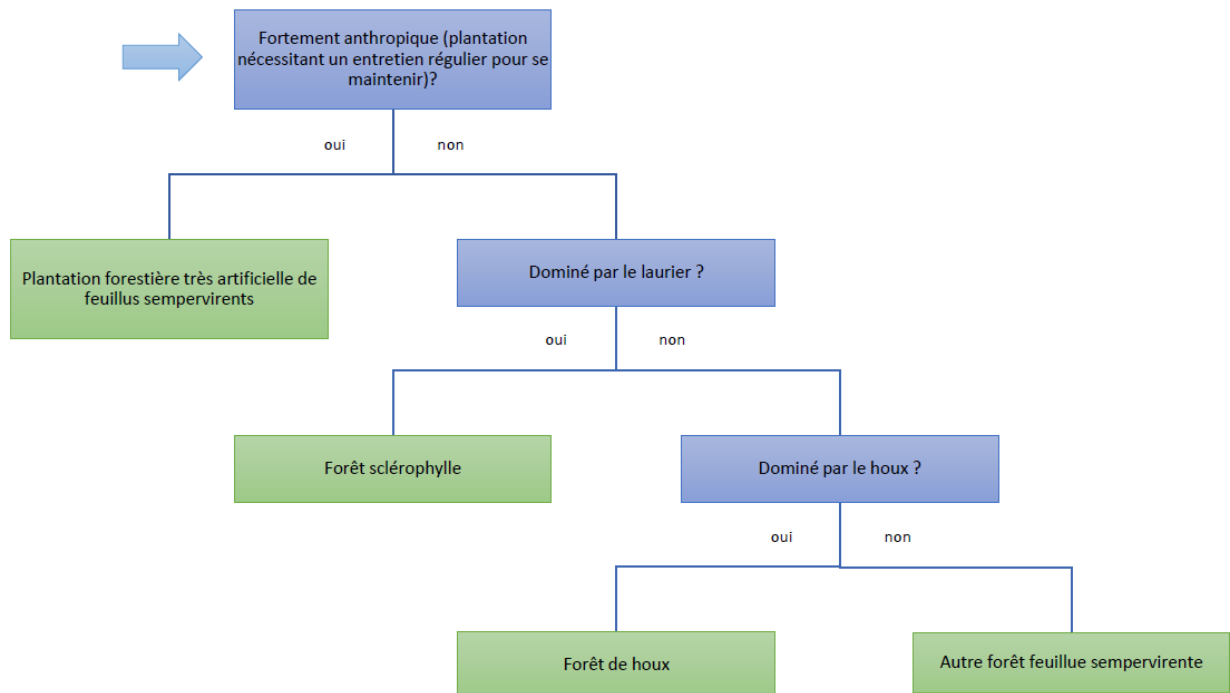 Fortement anthropique (plantation
nécessitant un entretien régulier pour se
maintenir)?
oui
non
Plantation forestière très artificielle de
feuillus sempervirents
Dominé par le laurier ?
oui
non
Forêt sclérophylle
Dominé par le houx ?
oui
non
Forêt de houx
Autre forêt feuillue sempervirente